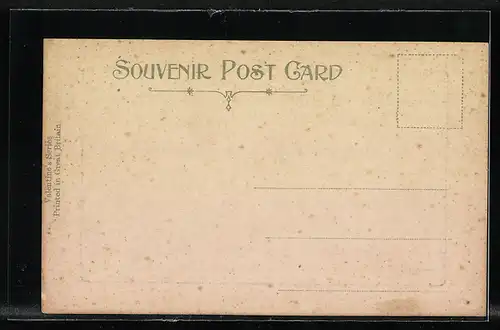 SOUVENIR POST CARD
Valentine's Series
Printed in Great Britain